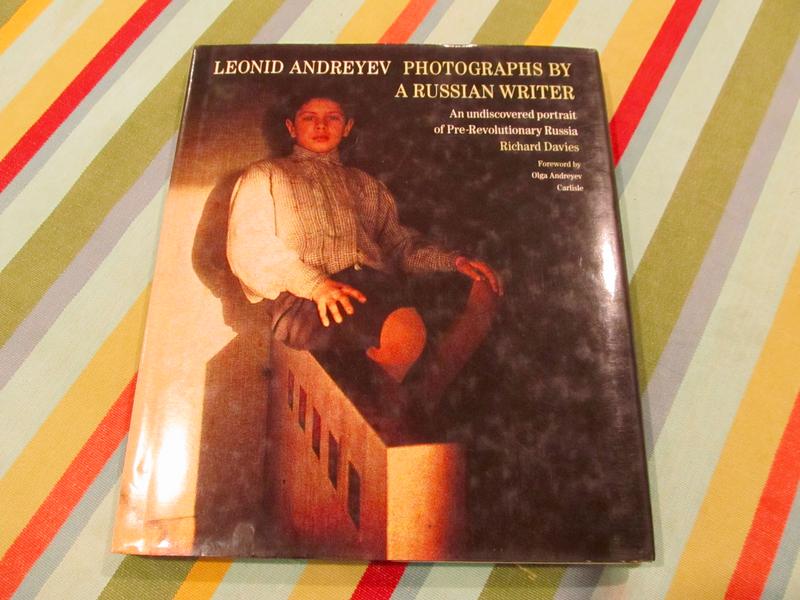 LEONID ANDREYEV PHOTOGRAPHS BY
A RUSSIAN WRITER
An undiscovered portrait
of Pre-Revolutionary Russia
Richard Davies
Foreword by
Olga Andreyev
Carlisle